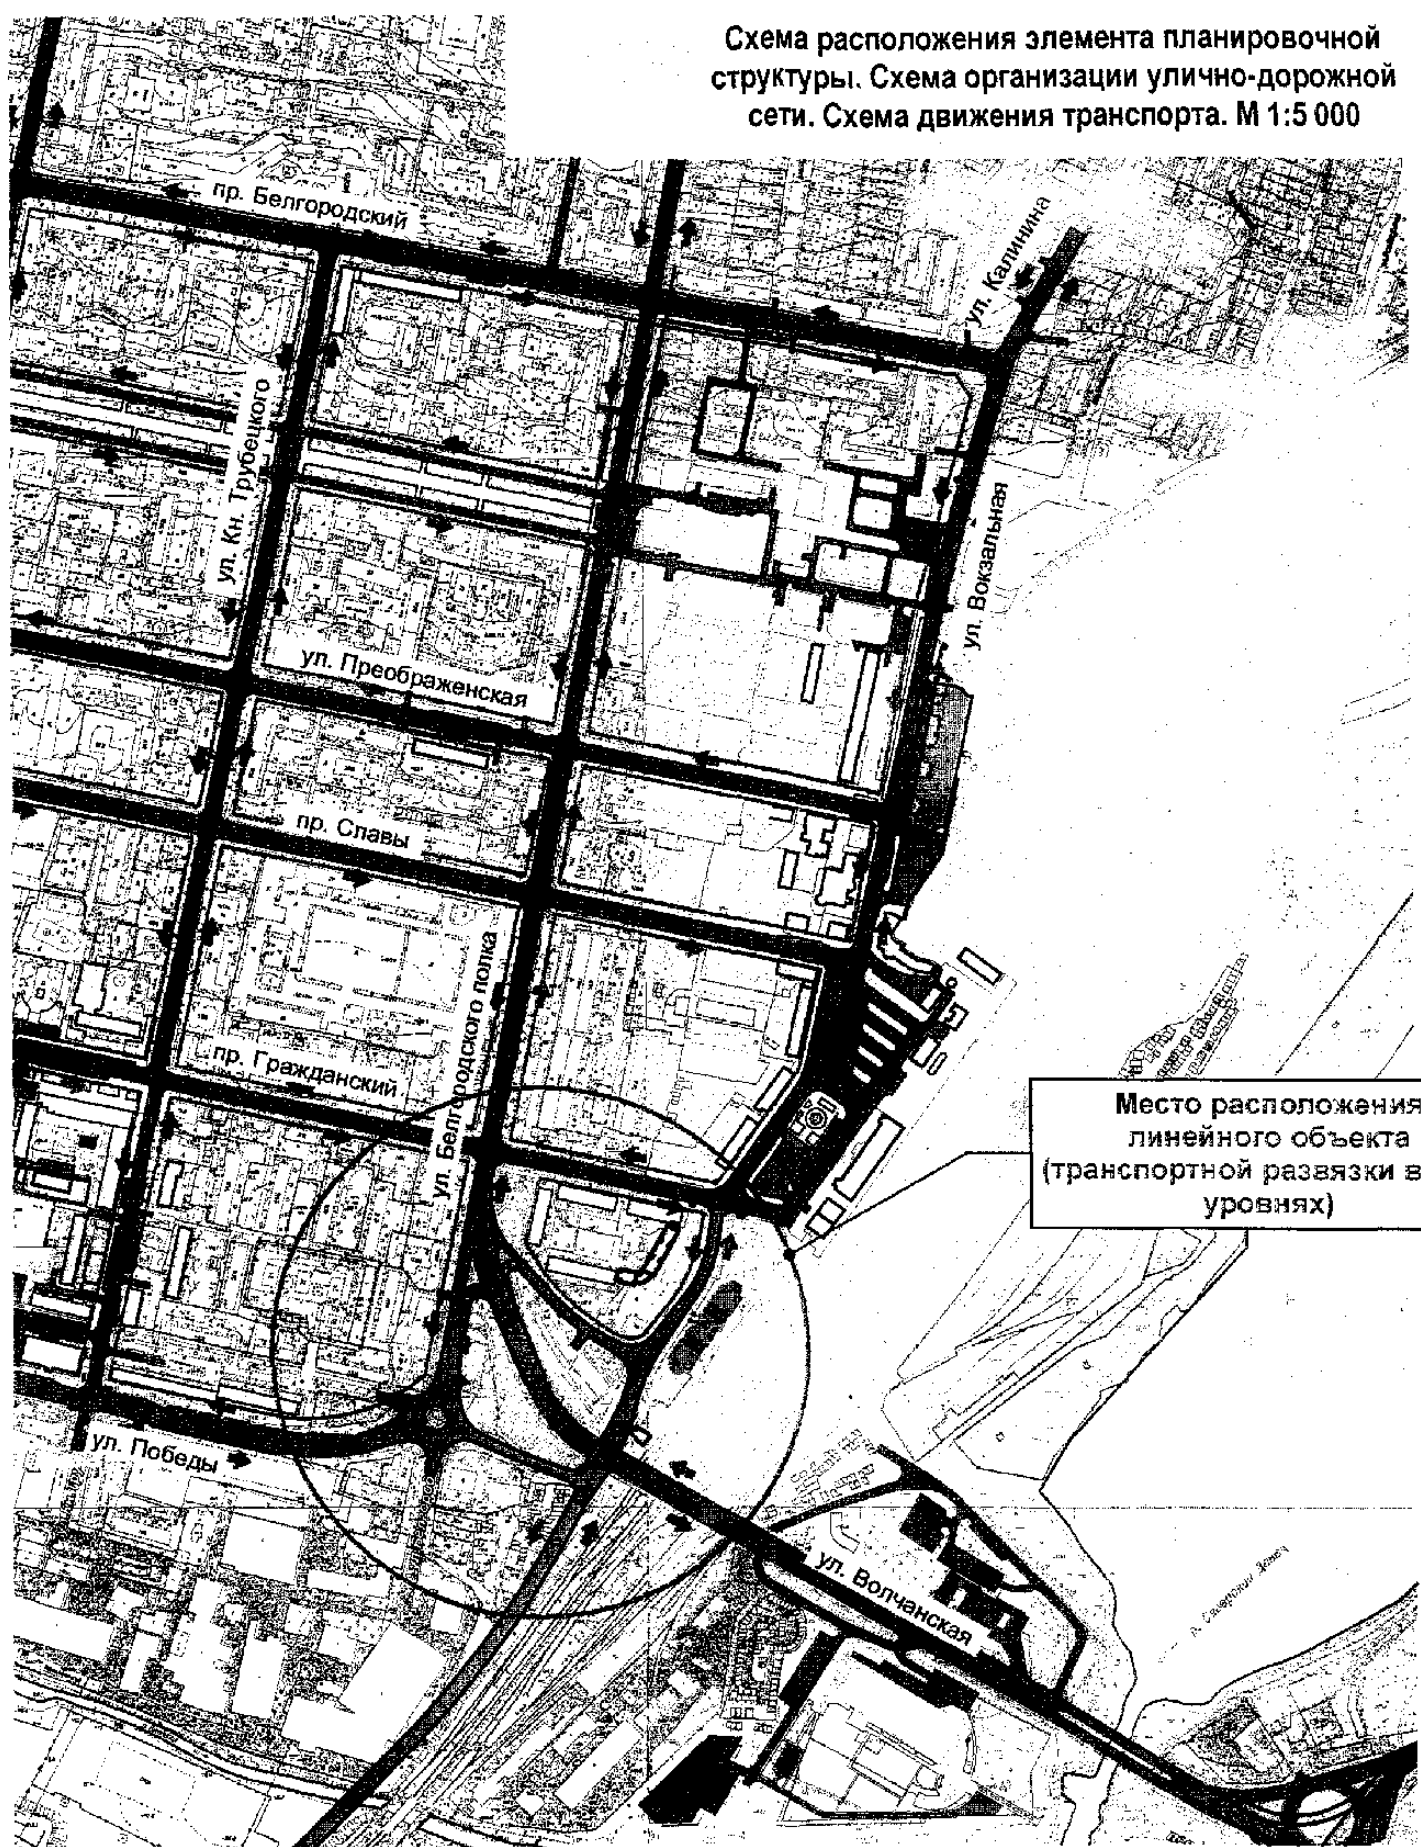 Схема расположения элемента планировочной
структуры. Схема организации улично-дорожной
сети. Схема движения транспорта. М 1:5 000
пр. Белгородский
ул. Калинина
ул. Кн. Трубецкого
ул. Вокзальная
ул. Преображенская
пр. Славы
ул. Белгородского полка
пр. Гражданский
Место расположения
линейного объекта
(транспортной развязки в
уровнях)
ул. Победы
ул. Волчанская
р. Северский Донец